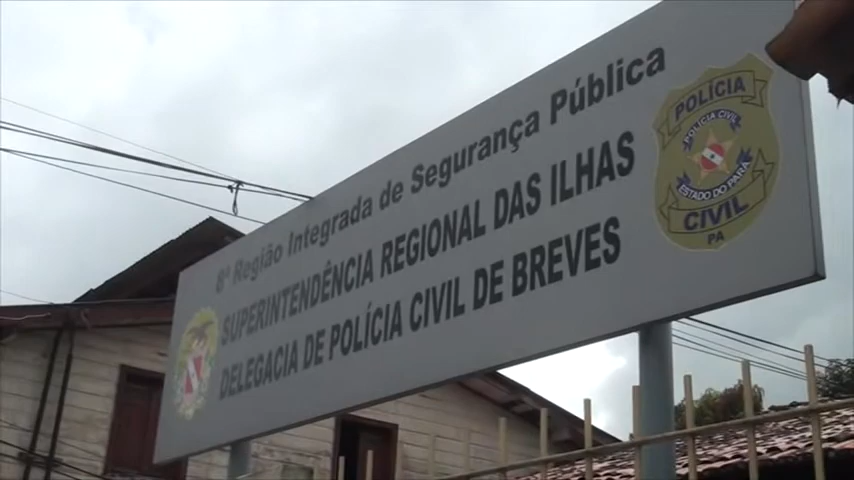 8ª Região Integrada de Segurança Pública
SUPERINTENDÊNCIA REGIONAL DAS ILHAS
DELEGACIA DE POLÍCIA CIVIL DE BREVES
POLÍCIA
POLÍCIA CIVIL
ESTADO DO PARÁ
CIVIL
PA